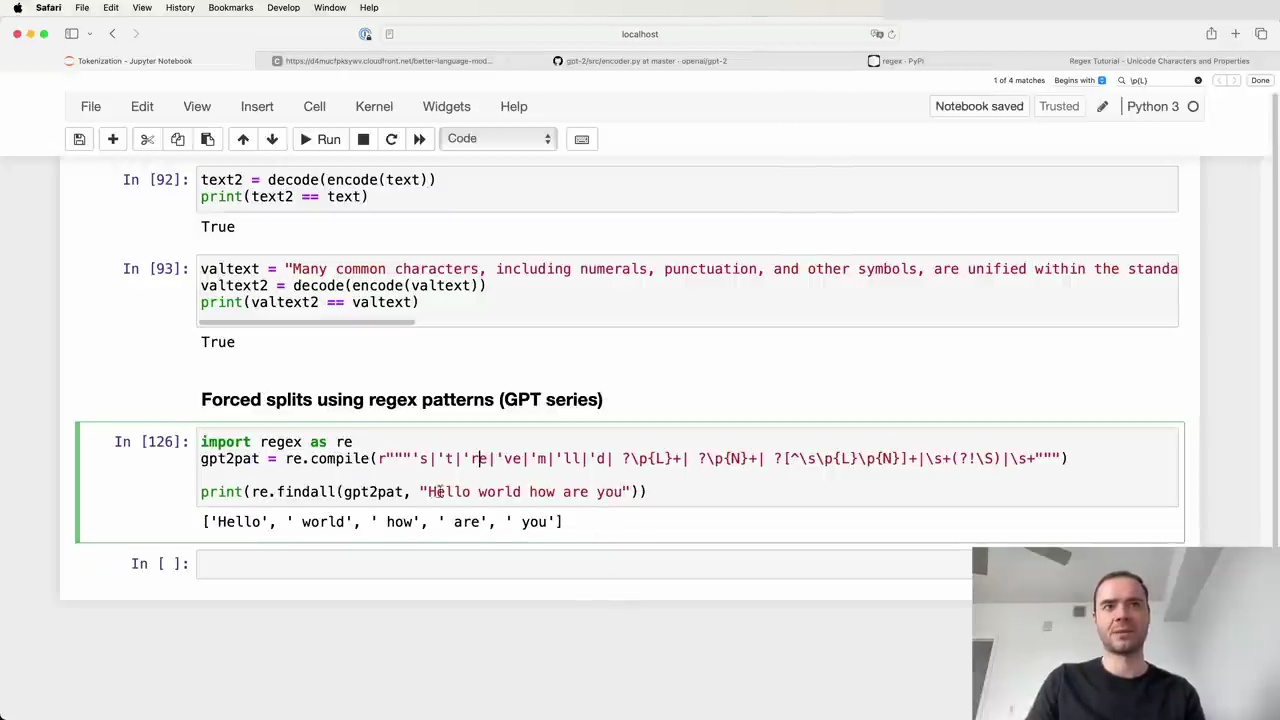 Safari File Edit View History Bookmarks Develop Window Help
localhost
Tokenization - Jupyter Notebook https://d4mucfpksywv.cloudfront.net/better-language-mod... gpt-2/src/encoder.py at master · openai/gpt-2 regex · PyPI Regex Tutorial - Unicode Characters and Properties
1 of 4 matches Begins with \p{L} Done
File Edit View Insert Cell Kernel Widgets Help Notebook saved Trusted Python 3
Run Code
In [92]: text2 = decode(encode(text))
print(text2 == text)
True
In [93]: valtext = "Many common characters, including numerals, punctuation, and other symbols, are unified within the standa
valtext2 = decode(encode(valtext))
print(valtext2 == valtext)
True
Forced splits using regex patterns (GPT series)
In [126]: import regex as re
gpt2pat = re.compile(r"""'s|'t|'re|'ve|'m|'ll|'d| ?\p{L}+| ?\p{N}+| ?[^\s\p{L}\p{N}]+|\s+(?!\S)|\s+""")
print(re.findall(gpt2pat, "Hello world how are you"))
['Hello', ' world', ' how', ' are', ' you']
In [ ]: